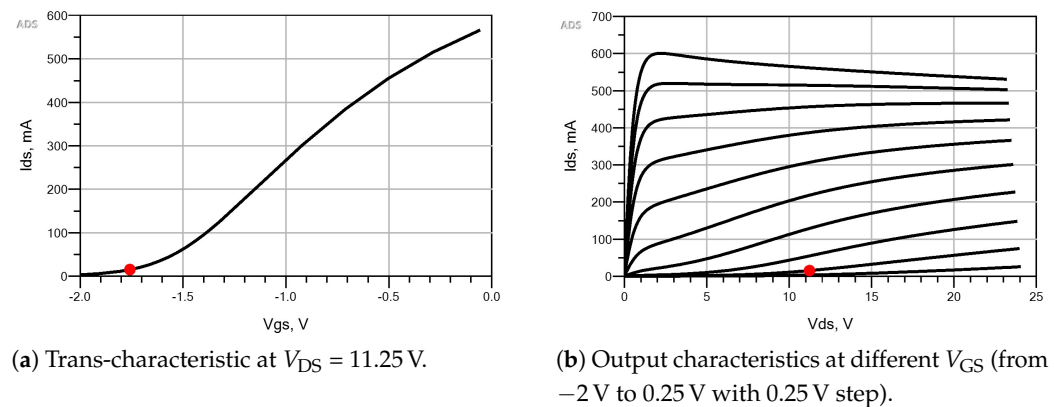 ADS
600
500
400
300
200
100
0
Ids, mA
-2.0 -1.5 -1.0 -0.5 0.0
Vgs, V
(a) Trans-characteristic at VDS = 11.25 V.
ADS
700
600
500
400
300
200
100
0
Ids, mA
0 5 10 15 20 25
Vds, V
(b) Output characteristics at different VGS (from
−2 V to 0.25 V with 0.25 V step).